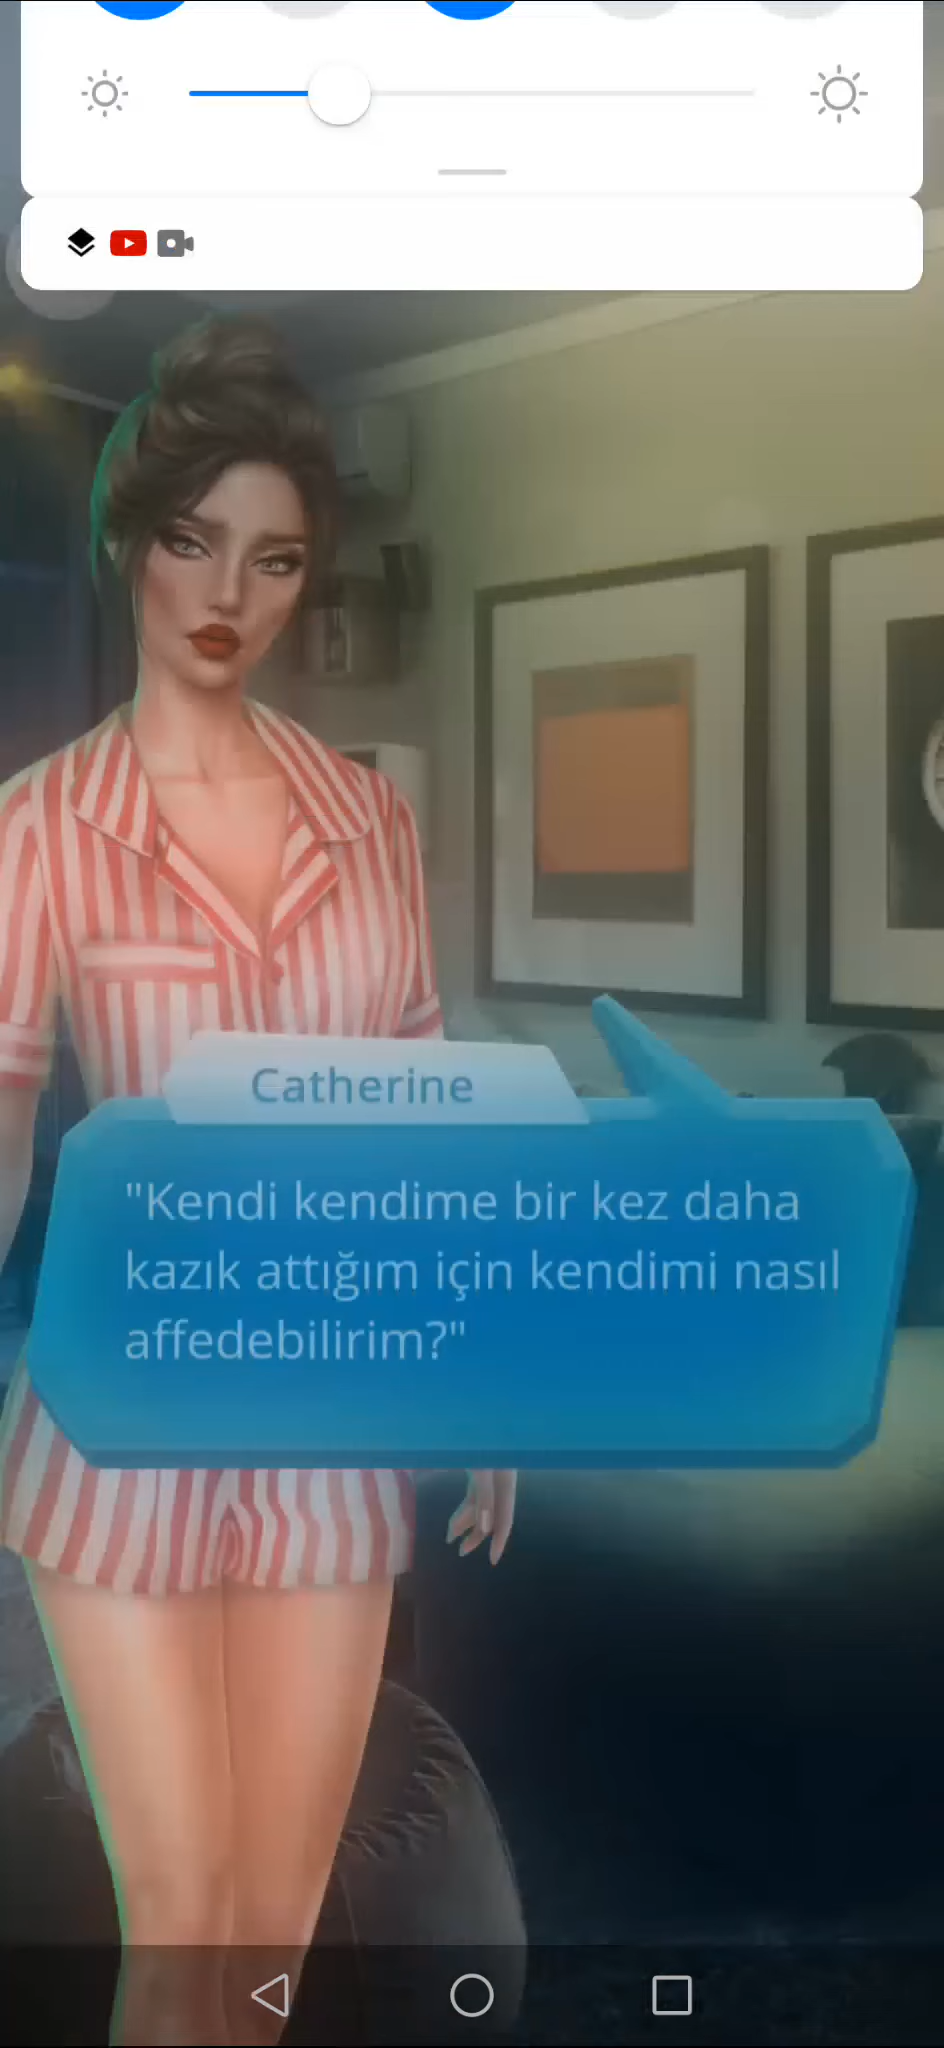 Catherine
"Kendi kendime bir kez daha
kazık attığım için kendimi nasıl
affedebilirim?"